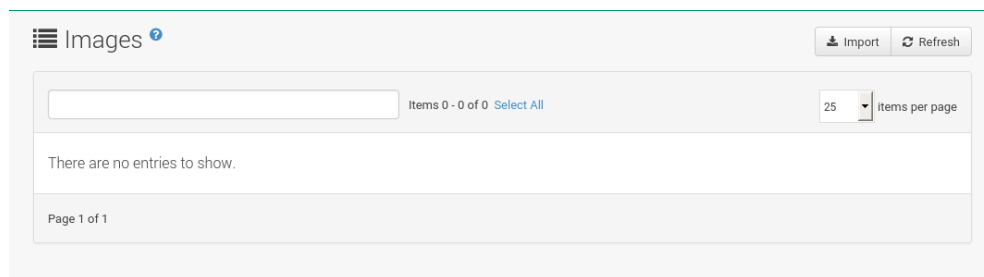 Images ?
Import Refresh
Items 0 - 0 of 0 Select All
25 items per page
There are no entries to show.
Page 1 of 1